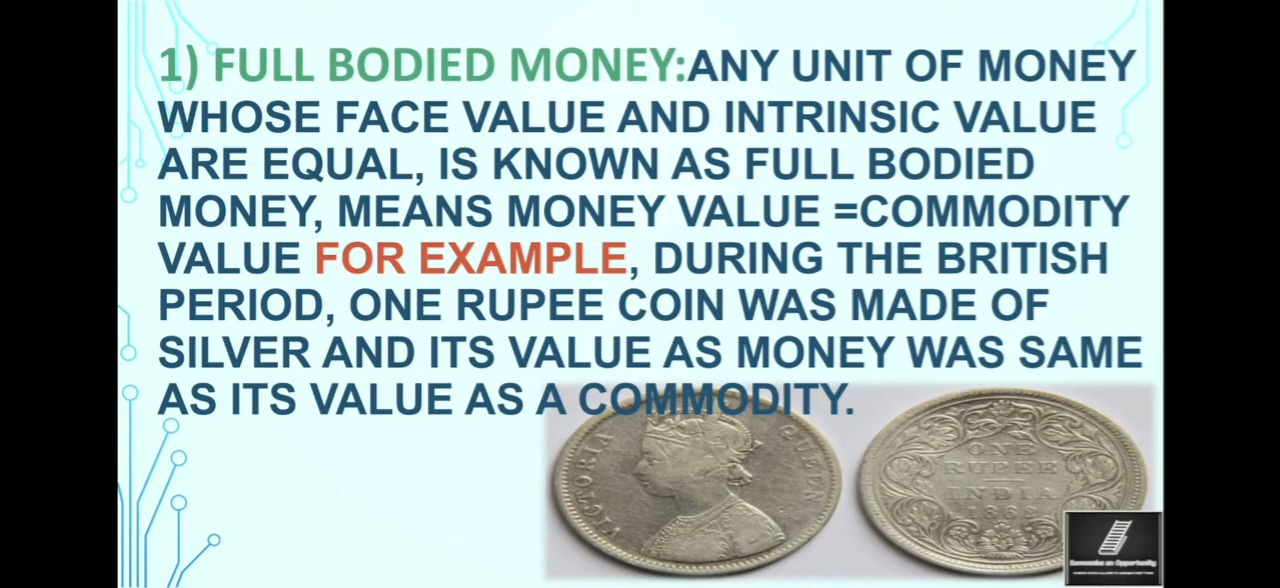 1) FULL BODIED MONEY:ANY UNIT OF MONEY
WHOSE FACE VALUE AND INTRINSIC VALUE
ARE EQUAL, IS KNOWN AS FULL BODIED
MONEY, MEANS MONEY VALUE =COMMODITY
VALUE FOR EXAMPLE, DURING THE BRITISH
PERIOD, ONE RUPEE COIN WAS MADE OF
SILVER AND ITS VALUE AS MONEY WAS SAME
AS ITS VALUE AS A COMMODITY.
VICTORIA QUEEN
ONE
RUPEE
INDIA
Economics an Opportunity